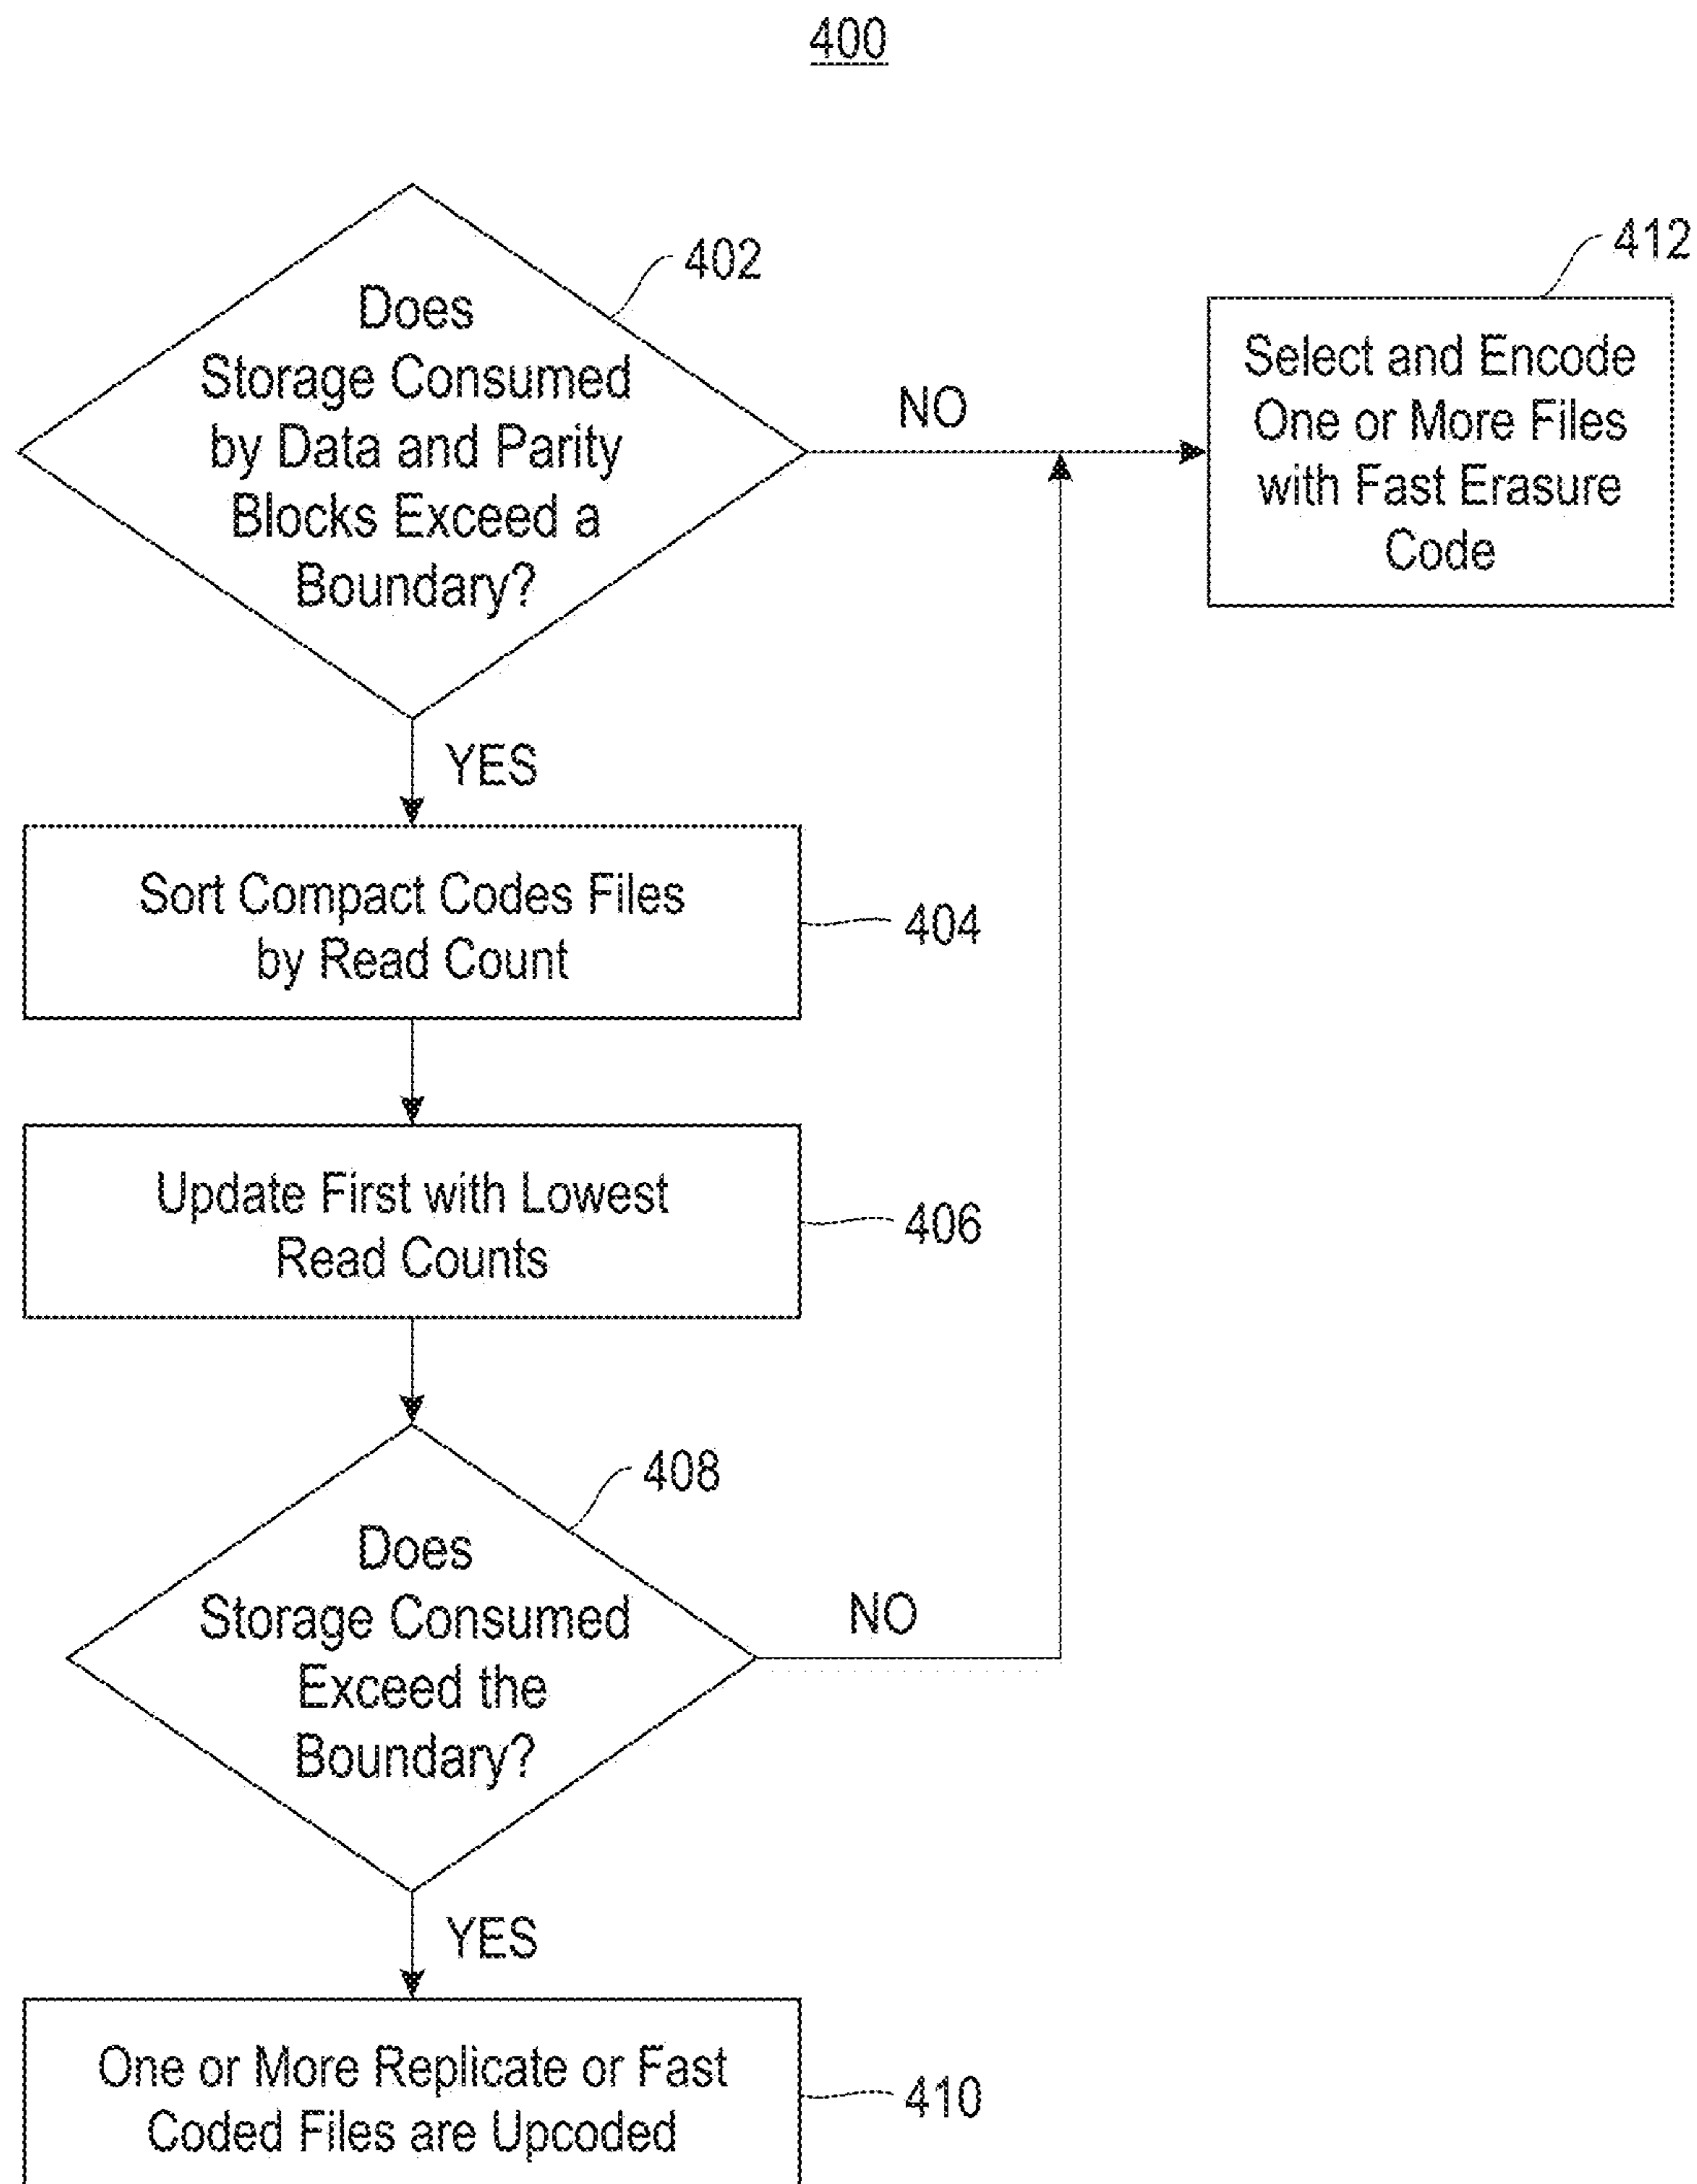 400
402
Does
Storage Consumed
by Data and Parity
Blocks Exceed a
Boundary?
NO
412
Select and Encode
One or More Files
with Fast Erasure
Code
YES
Sort Compact Codes Files
by Read Count
404
Update First with Lowest
Read Counts
406
408
Does
Storage Consumed
Exceed the
Boundary?
NO
YES
One or More Replicate or Fast
Coded Files are Upcoded
410